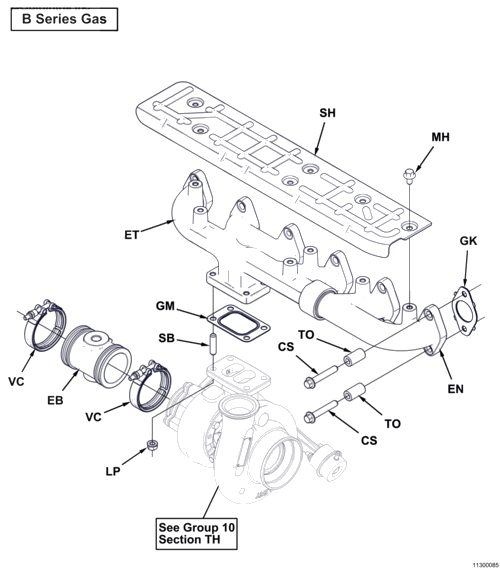 B Series Gas
SH
MH
ET
GK
GM
SB
TO
CS
VC
EB
EN
VC
TO
CS
LP
See Group 10
Section TH
11300085